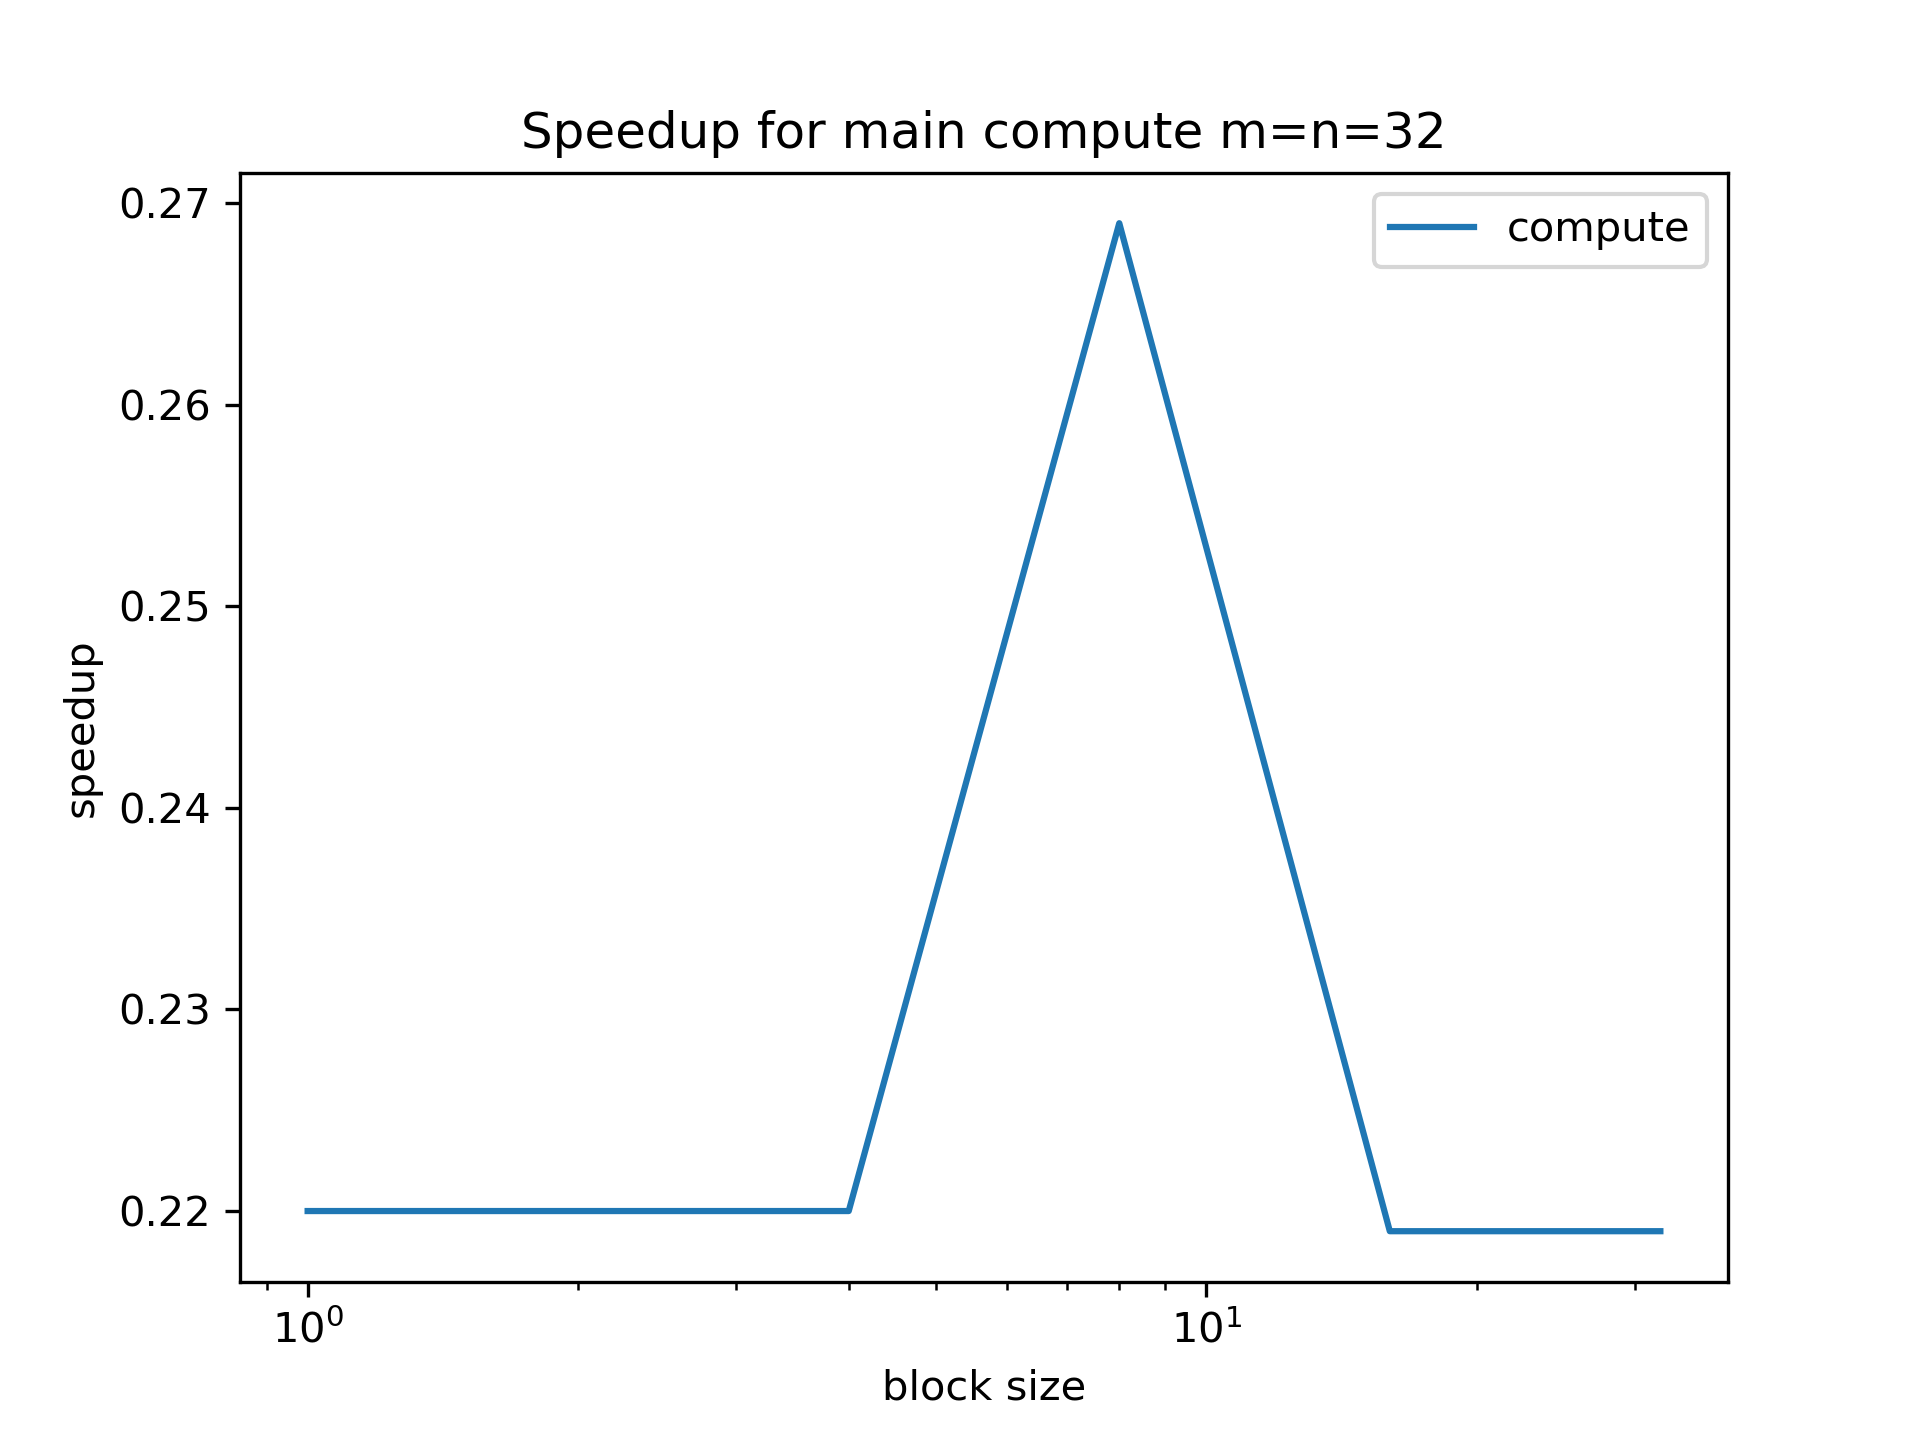 Speedup for main compute m=n=32
compute
0.27
0.26
0.25
0.24
0.23
0.22
speedup
10⁰
10¹
block size